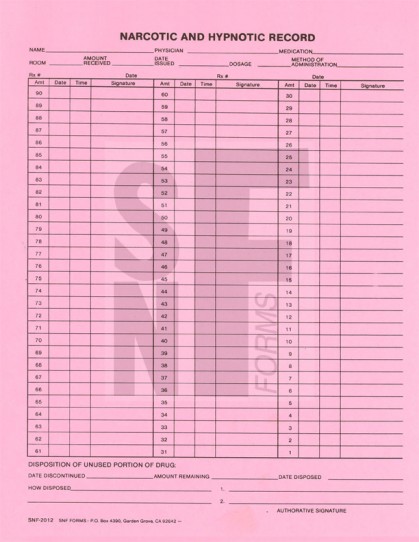 NARCOTIC AND HYPNOTIC RECORD
NAME PHYSICIAN MEDICATION
ROOM AMOUNT RECEIVED DATE ISSUED DOSAGE METHOD OF ADMINISTRATION
Rx # Date Rx # Date
Amt Date Time Signature Amt Date Time Signature Amt Date Time Signature
90 60 30
89 59 29
88 58 28
87 57 27
86 56 26
85 55 25
84 54 24
83 53 23
82 52 22
81 51 21
80 50 20
79 49 19
78 48 18
77 47 17
76 46 16
75 45 15
74 44 14
73 43 13
72 42 12
71 41 11
70 40 10
69 39 9
68 38 8
67 37 7
66 36 6
65 35 5
64 34 4
63 33 3
62 32 2
61 31 1
SNF FORMS
DISPOSITION OF UNUSED PORTION OF DRUG:
DATE DISCONTINUED AMOUNT REMAINING DATE DISPOSED
HOW DISPOSED 1.
2.
AUTHORATIVE SIGNATURE
SNF-2012 SNF FORMS - P.O. Box 4390, Garden Grove, CA 92642 —